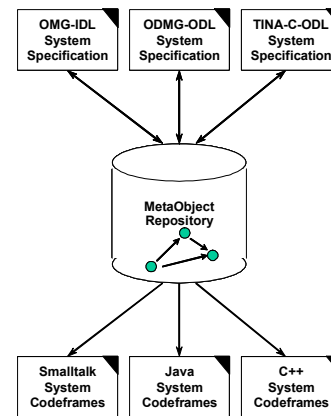 OMG-IDL
System
Specification
ODMG-ODL
System
Specification
TINA-C-ODL
System
Specification
MetaObject
Repository
Smalltalk
System
Codeframes
Java
System
Codeframes
C++
System
Codeframes